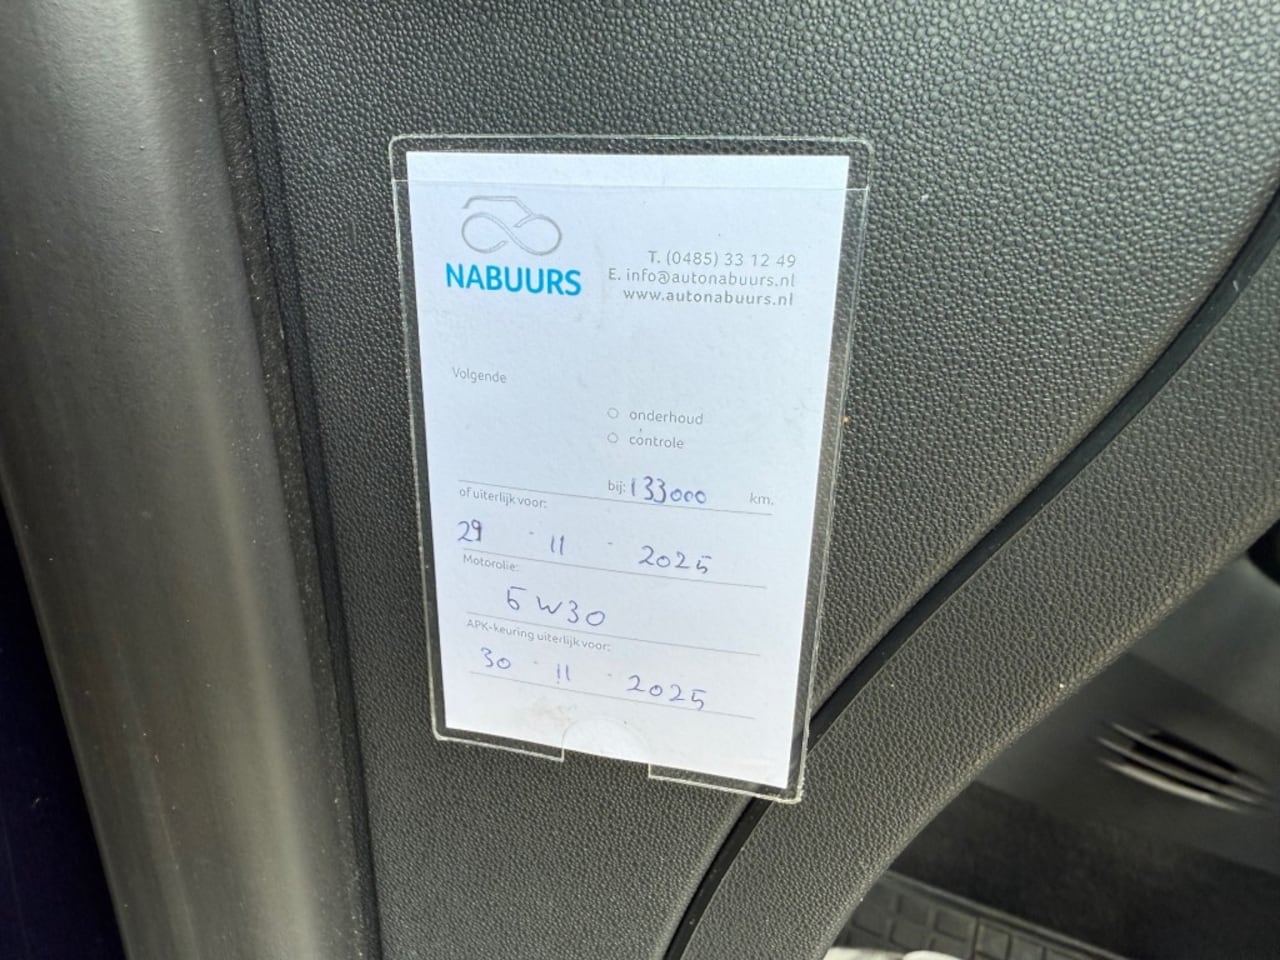 NABUURS
T. (0485) 33 12 49
E. info@autonabuurs.nl
www.autonabuurs.nl
Volgende
onderhoud
controle
bij: 133000 km.
of uiterlijk voor:
29 - 11 - 2025
Motorolie:
5W30
APK-keuring uiterlijk voor:
30 - 11 - 2025